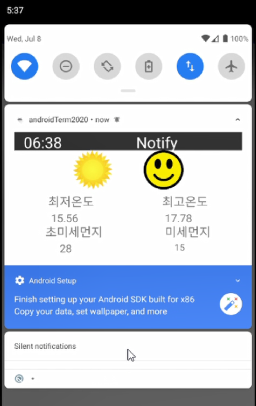 5:37
Wed, Jul 8
100%
androidTerm2020 • now
06:38 Notify
최저온도 최고온도
15.56 17.78
초미세먼지 미세먼지
28 15
Android Setup
Finish setting up your Android SDK built for x86
Copy your data, set wallpaper, and more
Silent notifications